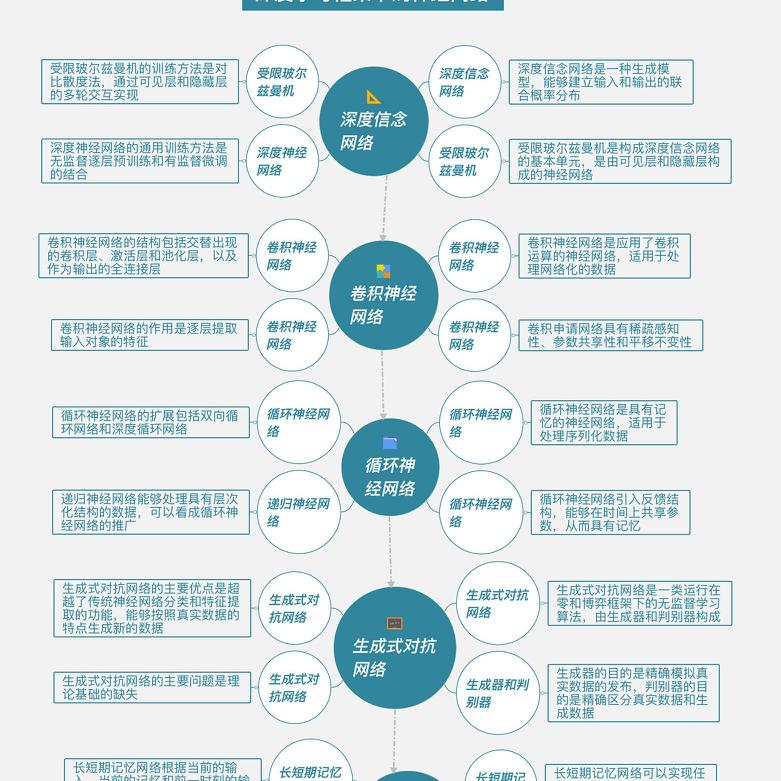 受限玻尔兹曼机的训练方法是对
比散度法，通过可见层和隐藏层
的多轮交互实现
受限玻尔
兹曼机
深度信念
网络
深度信念
网络
深度信念网络是一种生成模
型，能够建立输入和输出的联
合概率分布
深度神经网络的通用训练方法是
无监督逐层预训练和有监督微调
的结合
深度神经
网络
受限玻尔
兹曼机
受限玻尔兹曼机是构成深度信念网络
的基本单元，是由可见层和隐藏层构
成的神经网络
卷积神经网络的结构包括交替出现
的卷积层、激活层和池化层，以及
作为输出的全连接层
卷积神经
网络
卷积神经
网络
卷积神经
网络
卷积神经网络是应用了卷积
运算的神经网络，适用于处
理网络化的数据
卷积神经网络的作用是逐层提取
输入对象的特征
卷积神经
网络
卷积神经
网络
卷积申请网络具有稀疏感知
性、参数共享性和平移不变性
循环神经网络的扩展包括双向循
环网络和深度循环网络
循环神经网
络
循环神
经网络
循环神经网
络
循环神经网络是具有记
忆的神经网络，适用于
处理序列化数据
递归神经网络能够处理具有层次
化结构的数据，可以看成循环神
经网络的推广
递归神经网
络
循环神经网
络
循环神经网络引入反馈结
构，能够在时间上共享参
数，从而具有记忆
生成式对抗网络的主要优点是超
越了传统神经网络分类和特征提
取的功能，能够按照真实数据的
特点生成新的数据
生成式对
抗网络
生成式对抗
网络
生成式对抗
网络
生成式对抗网络是一类运行在
零和博弈框架下的无监督学习
算法，由生成器和判别器构成
生成式对抗网络的主要问题是理
论基础的缺失
生成式对
抗网络
生成器和判
别器
生成器的目的是精确模拟真
实数据的发布，判别器的目
的是精确区分真实数据和生
成数据
长短期记忆网络根据当前的输
入、当前的记忆和前一时刻的输
长短期记忆
长短期记
长短期记忆网络可以实现任